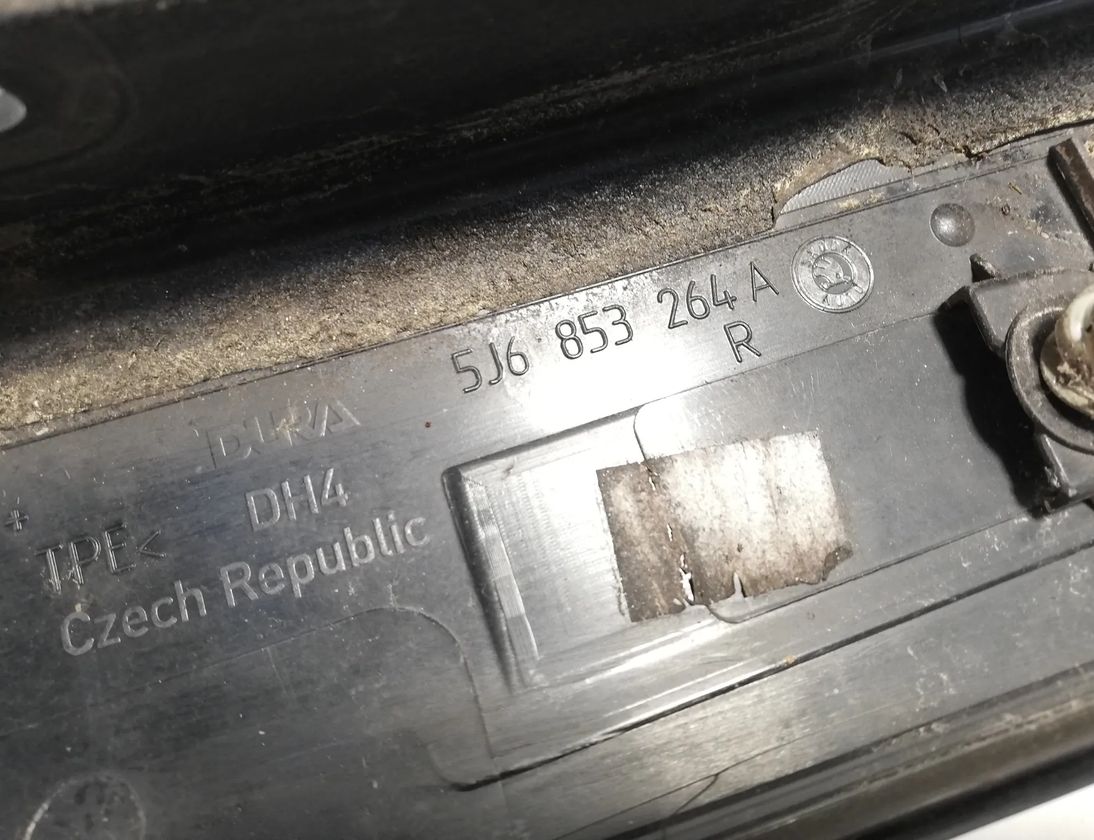 5J6 853 264 A
R
DURA
DH4
TPE<
Czech Republic